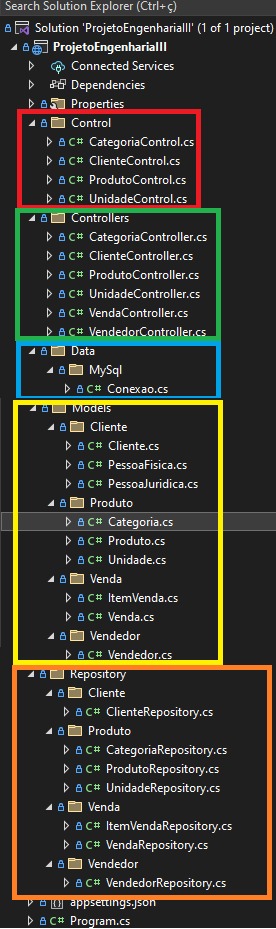 Search Solution Explorer (Ctrl+ç)
Solution 'ProjetoEngenhariaIII' (1 of 1 project)
ProjetoEngenhariaIII
Connected Services
Dependencies
Properties
Control
C# CategoriaControl.cs
C# ClienteControl.cs
C# ProdutoControl.cs
C# UnidadeControl.cs
Controllers
C# CategoriaController.cs
C# ClienteController.cs
C# ProdutoController.cs
C# UnidadeController.cs
C# VendaController.cs
C# VendedorController.cs
Data
MySql
C# Conexao.cs
Models
Cliente
C# Cliente.cs
C# PessoaFisica.cs
C# PessoaJuridica.cs
Produto
C# Categoria.cs
C# Produto.cs
C# Unidade.cs
Venda
C# ItemVenda.cs
C# Venda.cs
Vendedor
C# Vendedor.cs
Repository
Cliente
C# ClienteRepository.cs
Produto
C# CategoriaRepository.cs
C# ProdutoRepository.cs
C# UnidadeRepository.cs
Venda
C# ItemVendaRepository.cs
C# VendaRepository.cs
Vendedor
C# VendedorRepository.cs
appsettings.json
C# Program.cs